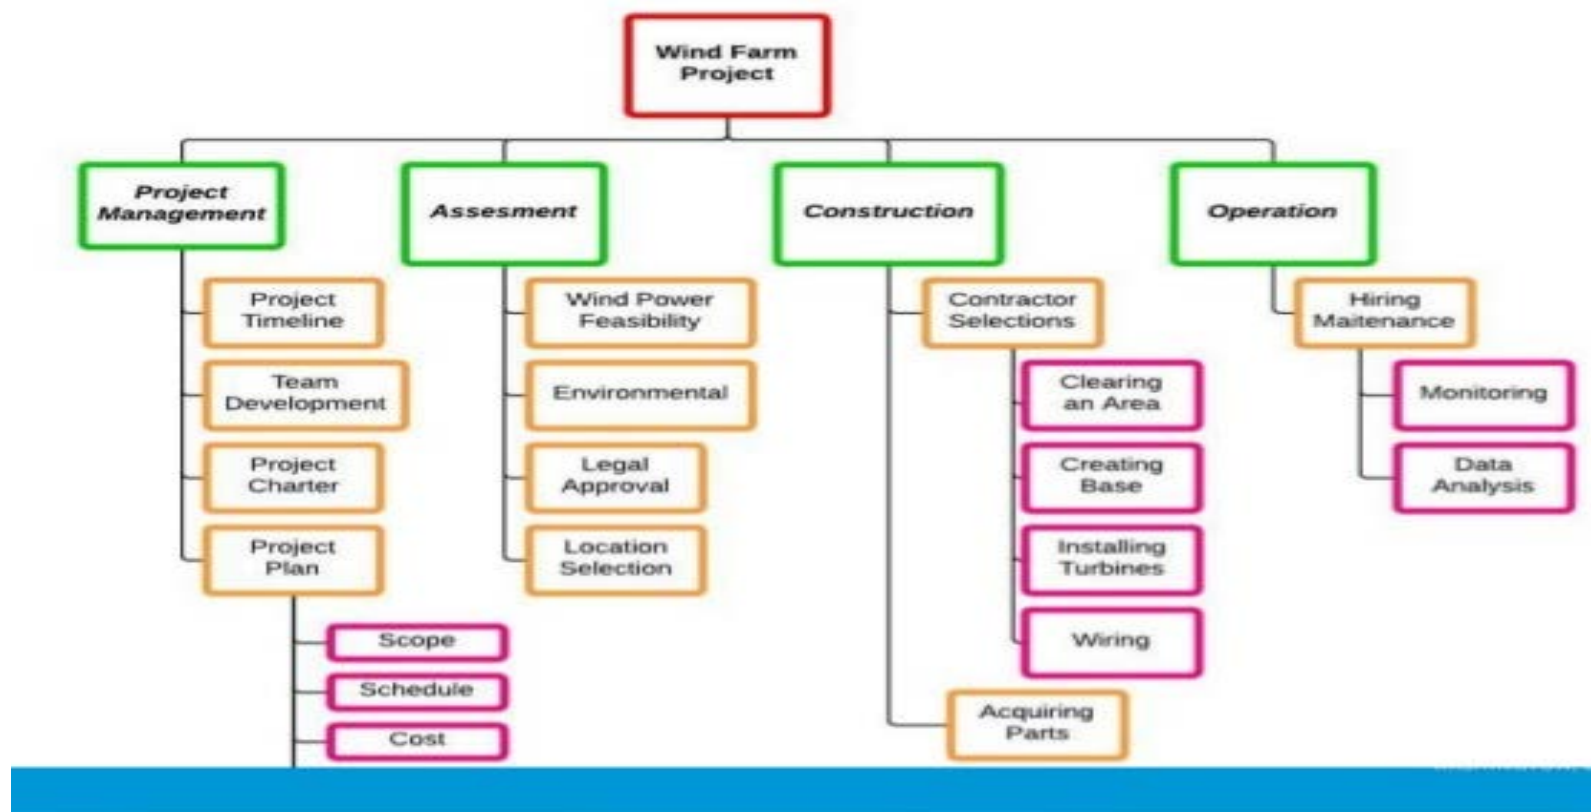 Wind Farm
Project
Project
Management
Assesment
Construction
Operation
Project
Timeline
Team
Development
Project
Charter
Project
Plan
Scope
Schedule
Cost
Wind Power
Feasibility
Environmental
Legal
Approval
Location
Selection
Contractor
Selections
Clearing
an Area
Creating
Base
Installing
Turbines
Wiring
Acquiring
Parts
Hiring
Maitenance
Monitoring
Data
Analysis